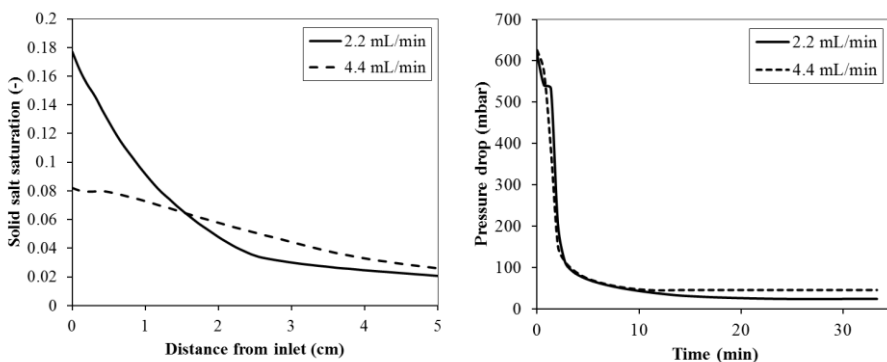 Solid salt saturation (-)
0.2
0.18
0.16
0.14
0.12
0.1
0.08
0.06
0.04
0.02
0
0 1 2 3 4 5
Distance from inlet (cm)
2.2 mL/min
4.4 mL/min
Pressure drop (mbar)
700
600
500
400
300
200
100
0
0 10 20 30
Time (min)
2.2 mL/min
4.4 mL/min